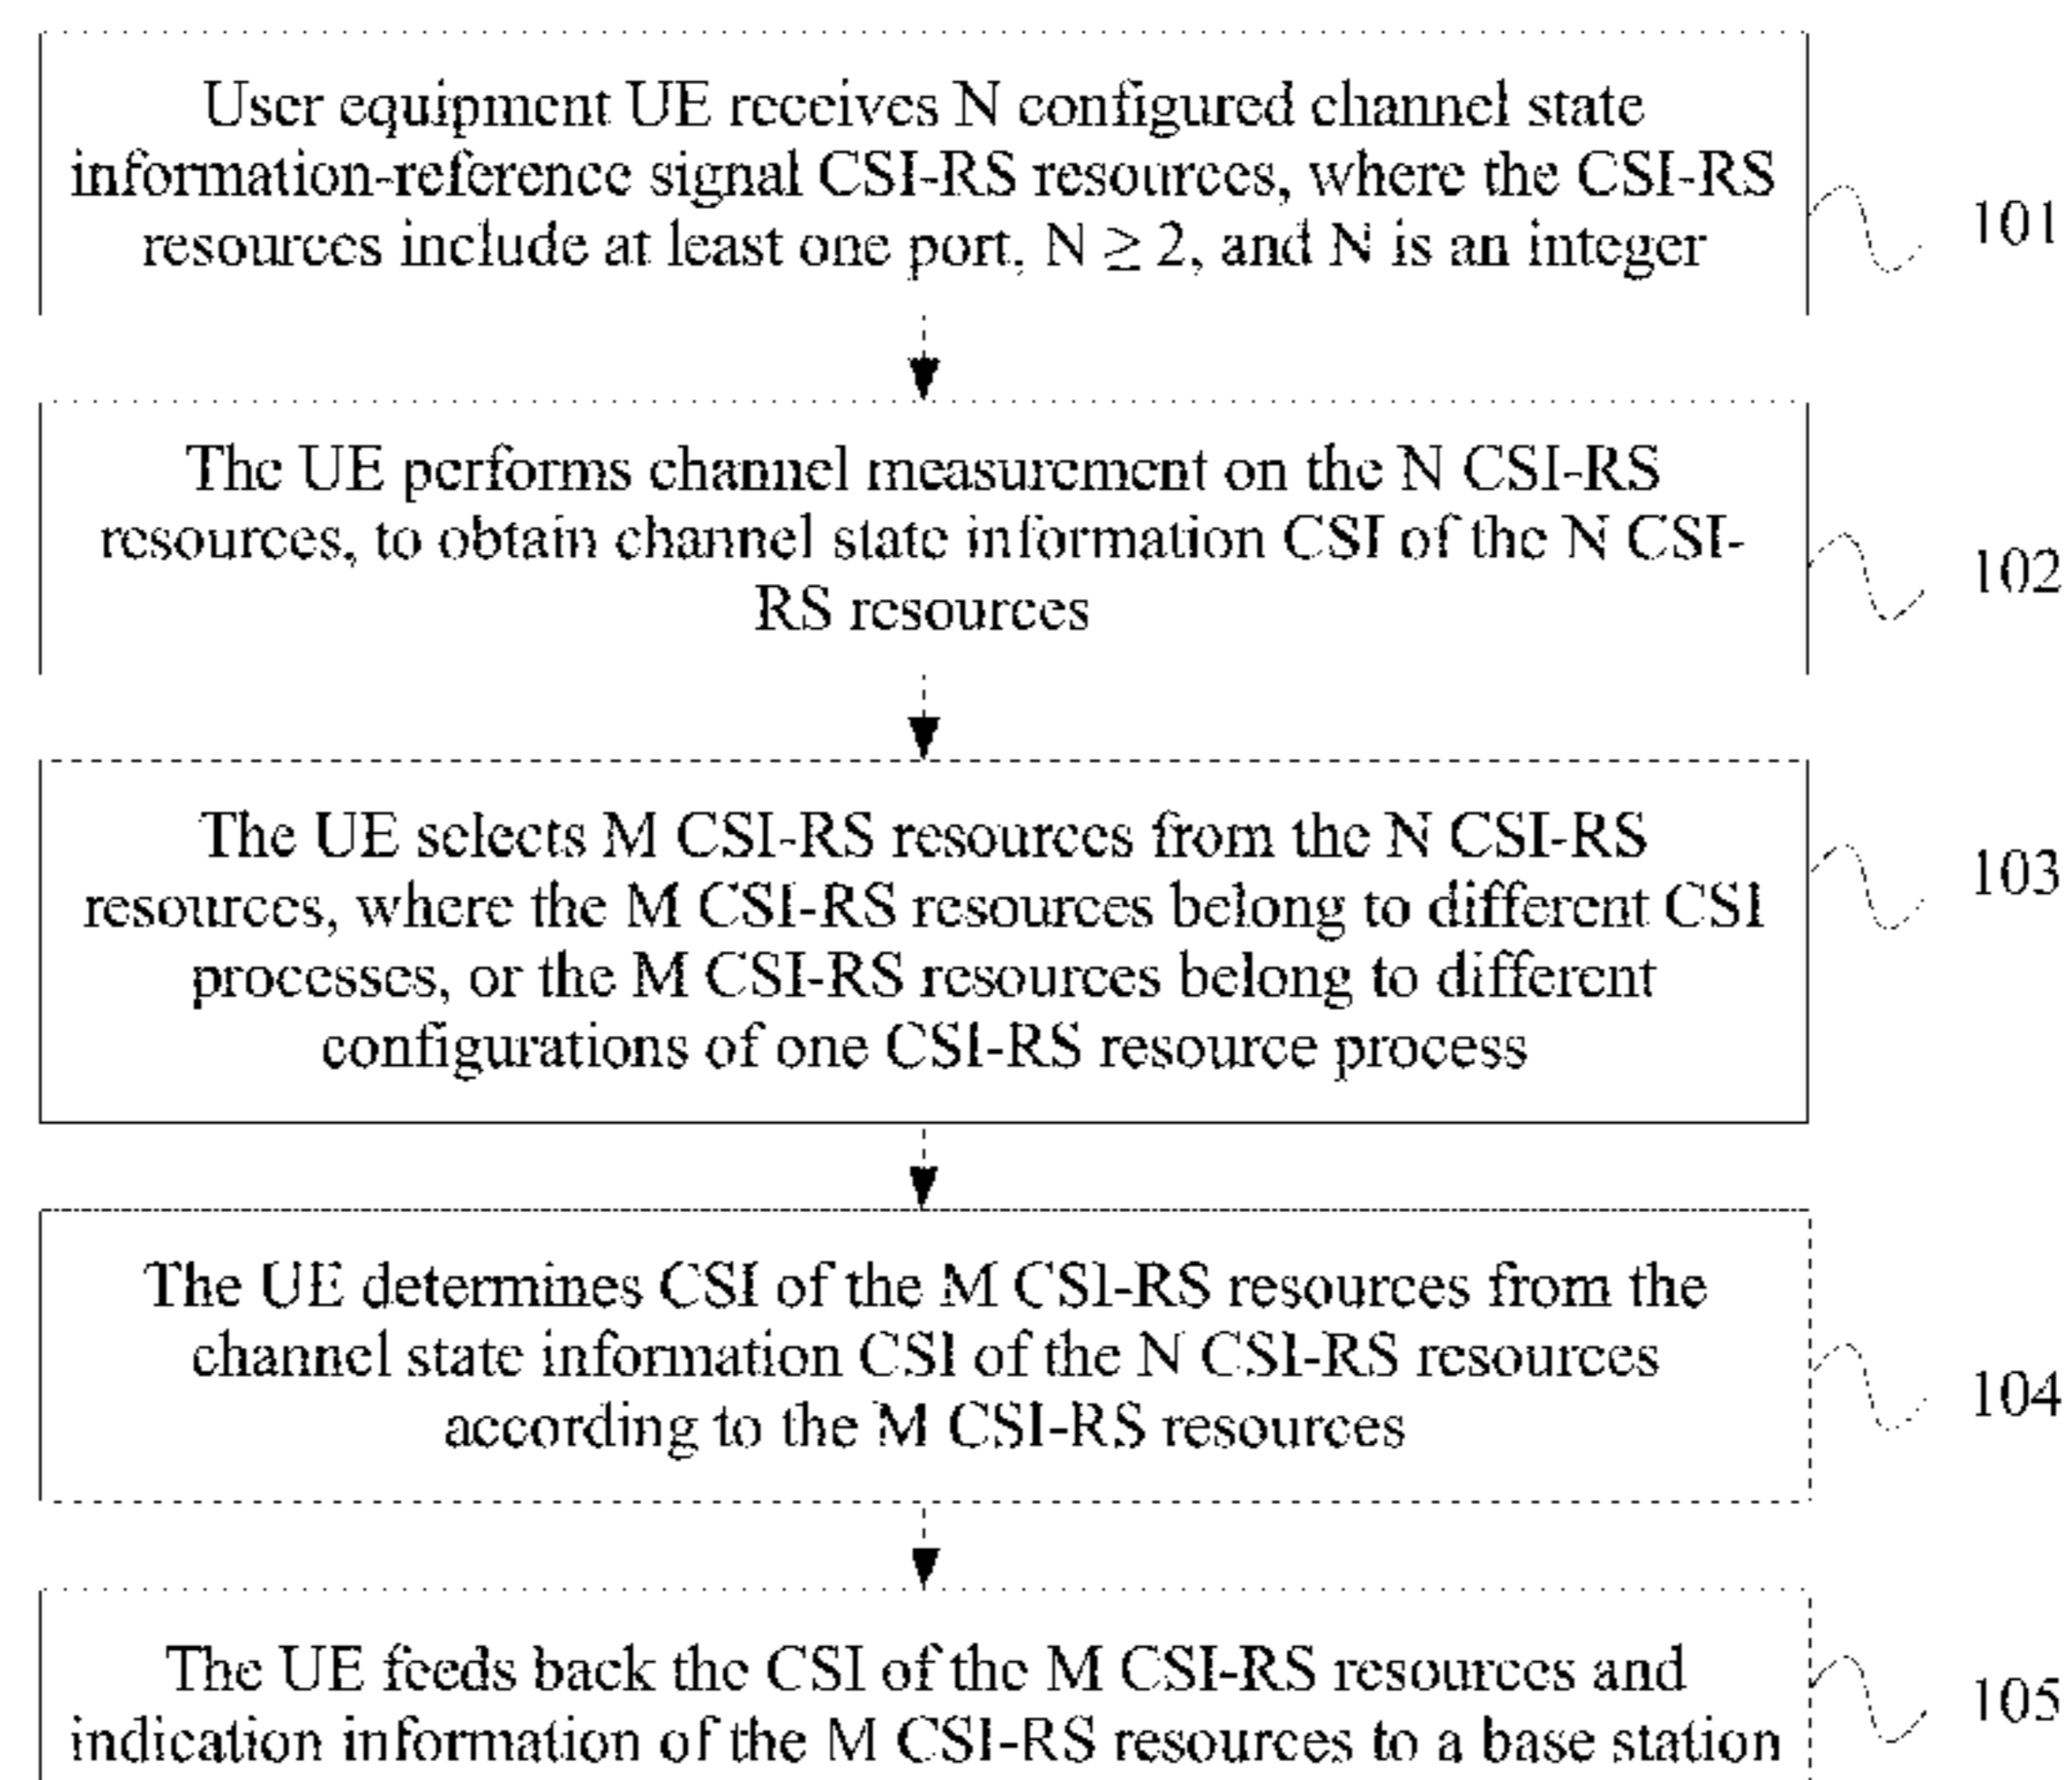 User equipment UE receives N configured channel state
information-reference signal CSI-RS resources, where the CSI-RS
resources include at least one port, N ≥ 2, and N is an integer
101
The UE performs channel measurement on the N CSI-RS
resources, to obtain channel state information CSI of the N CSI-
RS resources
102
The UE selects M CSI-RS resources from the N CSI-RS
resources, where the M CSI-RS resources belong to different CSI
processes, or the M CSI-RS resources belong to different
configurations of one CSI-RS resource process
103
The UE determines CSI of the M CSI-RS resources from the
channel state information CSI of the N CSI-RS resources
according to the M CSI-RS resources
104
The UE feeds back the CSI of the M CSI-RS resources and
indication information of the M CSI-RS resources to a base station
105